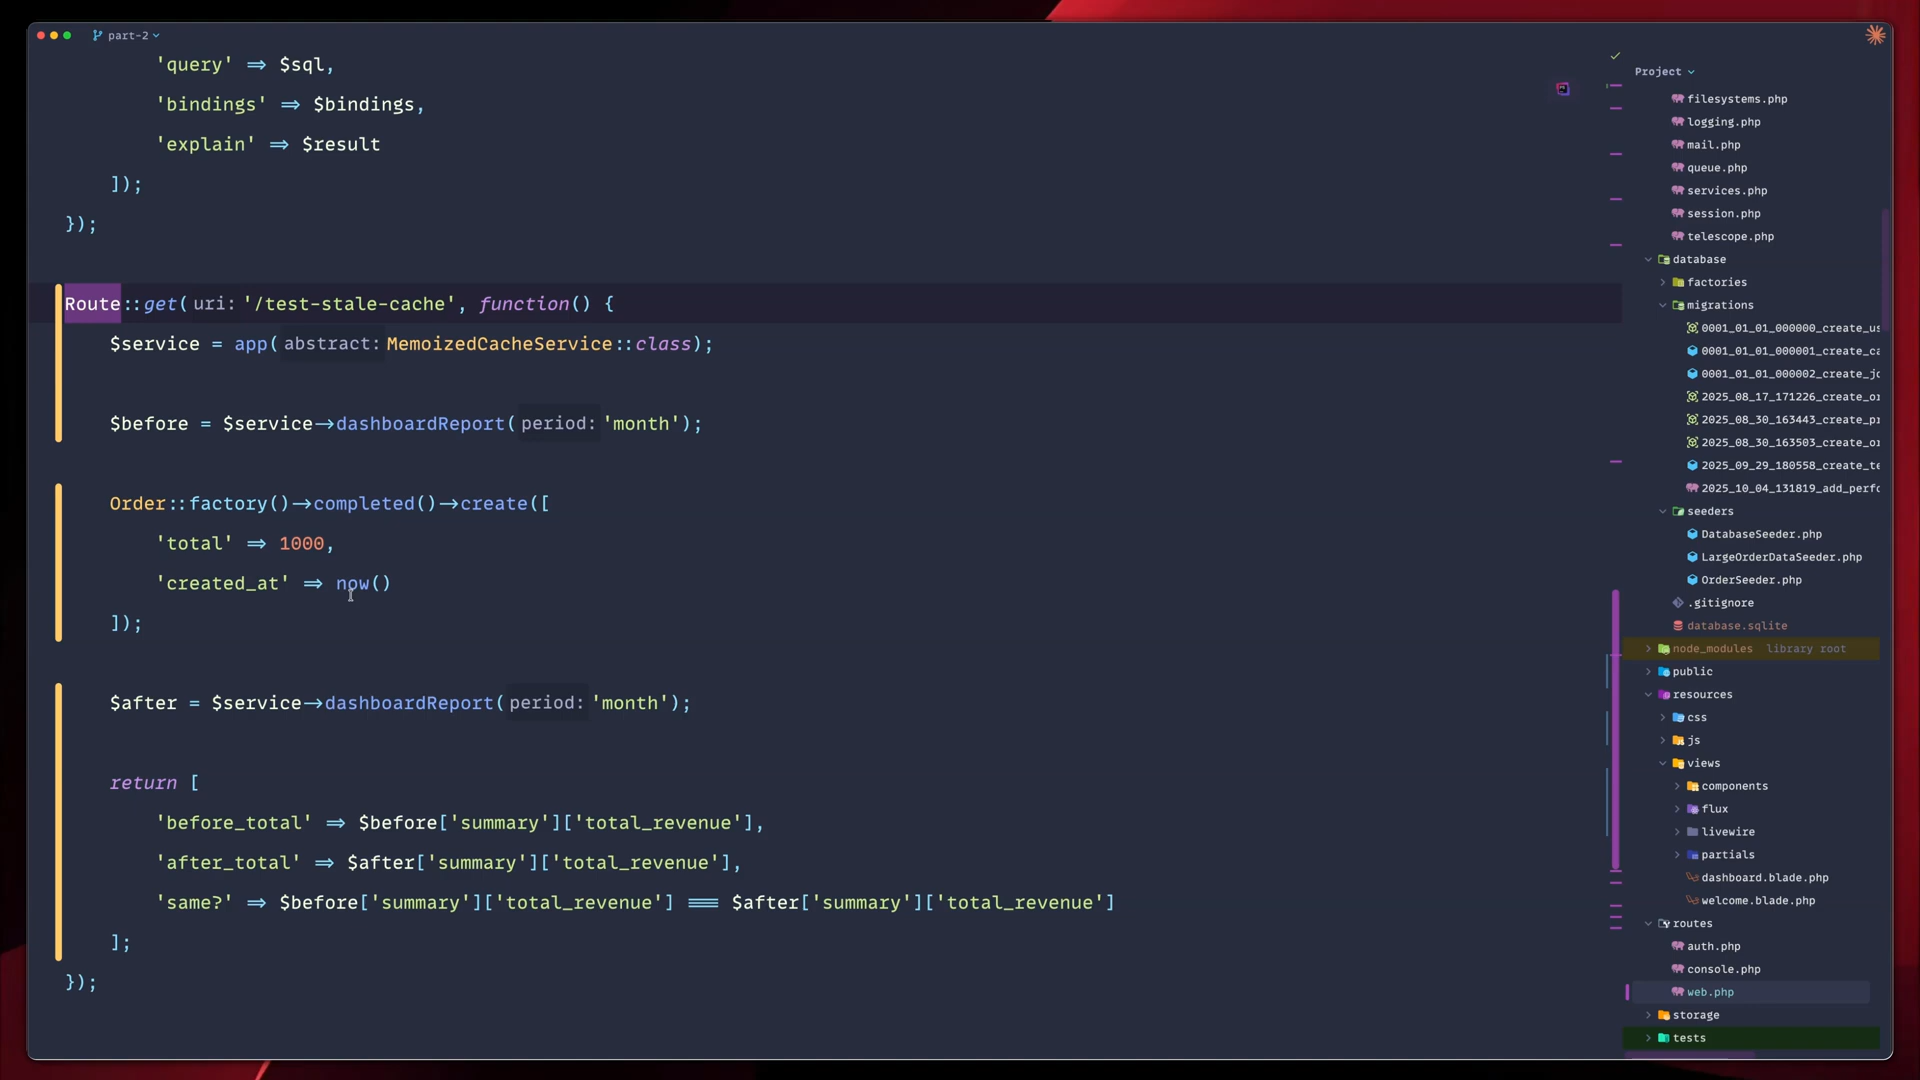 part-2
'query' => $sql,
'bindings' => $bindings,
'explain' => $result
]);
});
Route::get( uri: '/test-stale-cache', function() {
$service = app( abstract: MemoizedCacheService::class);
$before = $service->dashboardReport( period: 'month');
Order::factory()->completed()->create([
'total' => 1000,
'created_at' => now()
]);
$after = $service->dashboardReport( period: 'month');
return [
'before_total' => $before['summary']['total_revenue'],
'after_total' => $after['summary']['total_revenue'],
'same?' => $before['summary']['total_revenue'] === $after['summary']['total_revenue']
];
});
Project
filesystems.php
logging.php
mail.php
queue.php
services.php
session.php
telescope.php
database
factories
migrations
0001_01_01_000000_create_us
0001_01_01_000001_create_ca
0001_01_01_000002_create_jo
2025_08_17_171226_create_or
2025_08_30_163443_create_pr
2025_08_30_163503_create_or
2025_09_29_180558_create_te
2025_10_04_131819_add_perfo
seeders
DatabaseSeeder.php
LargeOrderDataSeeder.php
OrderSeeder.php
.gitignore
database.sqlite
node_modules library root
public
resources
css
js
views
components
flux
livewire
partials
dashboard.blade.php
welcome.blade.php
routes
auth.php
console.php
web.php
storage
tests